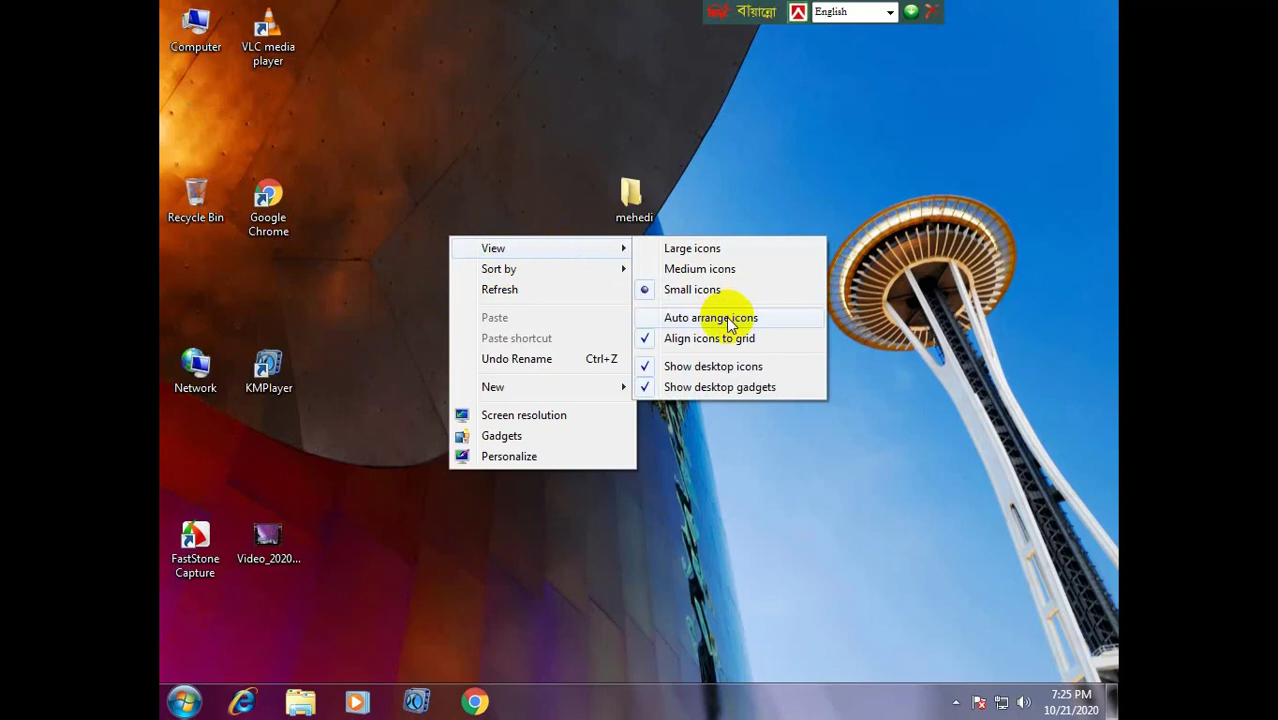 বায়ান্নো
English
Computer
VLC media
player
Recycle Bin
Google
Chrome
mehedi
View
Sort by
Refresh
Paste
Paste shortcut
Undo Rename Ctrl+Z
New
Screen resolution
Gadgets
Personalize
Large icons
Medium icons
Small icons
Auto arrange icons
Align icons to grid
Show desktop icons
Show desktop gadgets
Network
KMPlayer
FastStone
Capture
Video_2020...
7:25 PM
10/21/2020